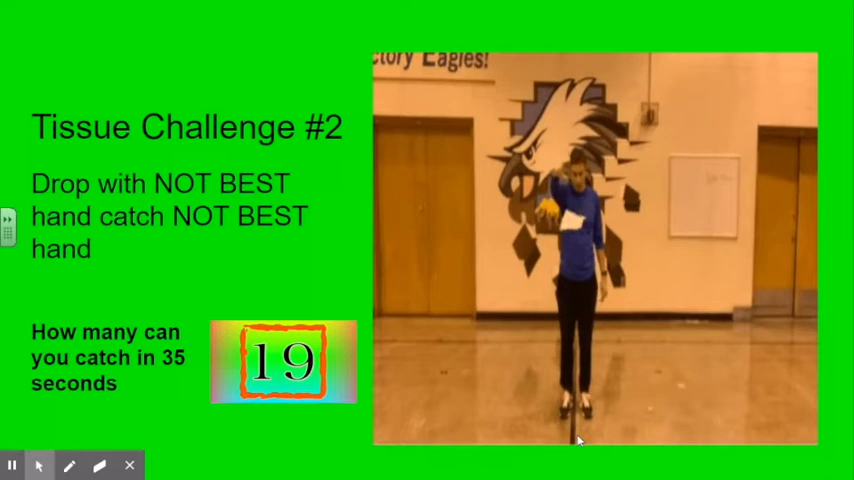 ctory Eagles!
Tissue Challenge #2
Drop with NOT BEST
hand catch NOT BEST
hand
How many can
you catch in 35
seconds
19